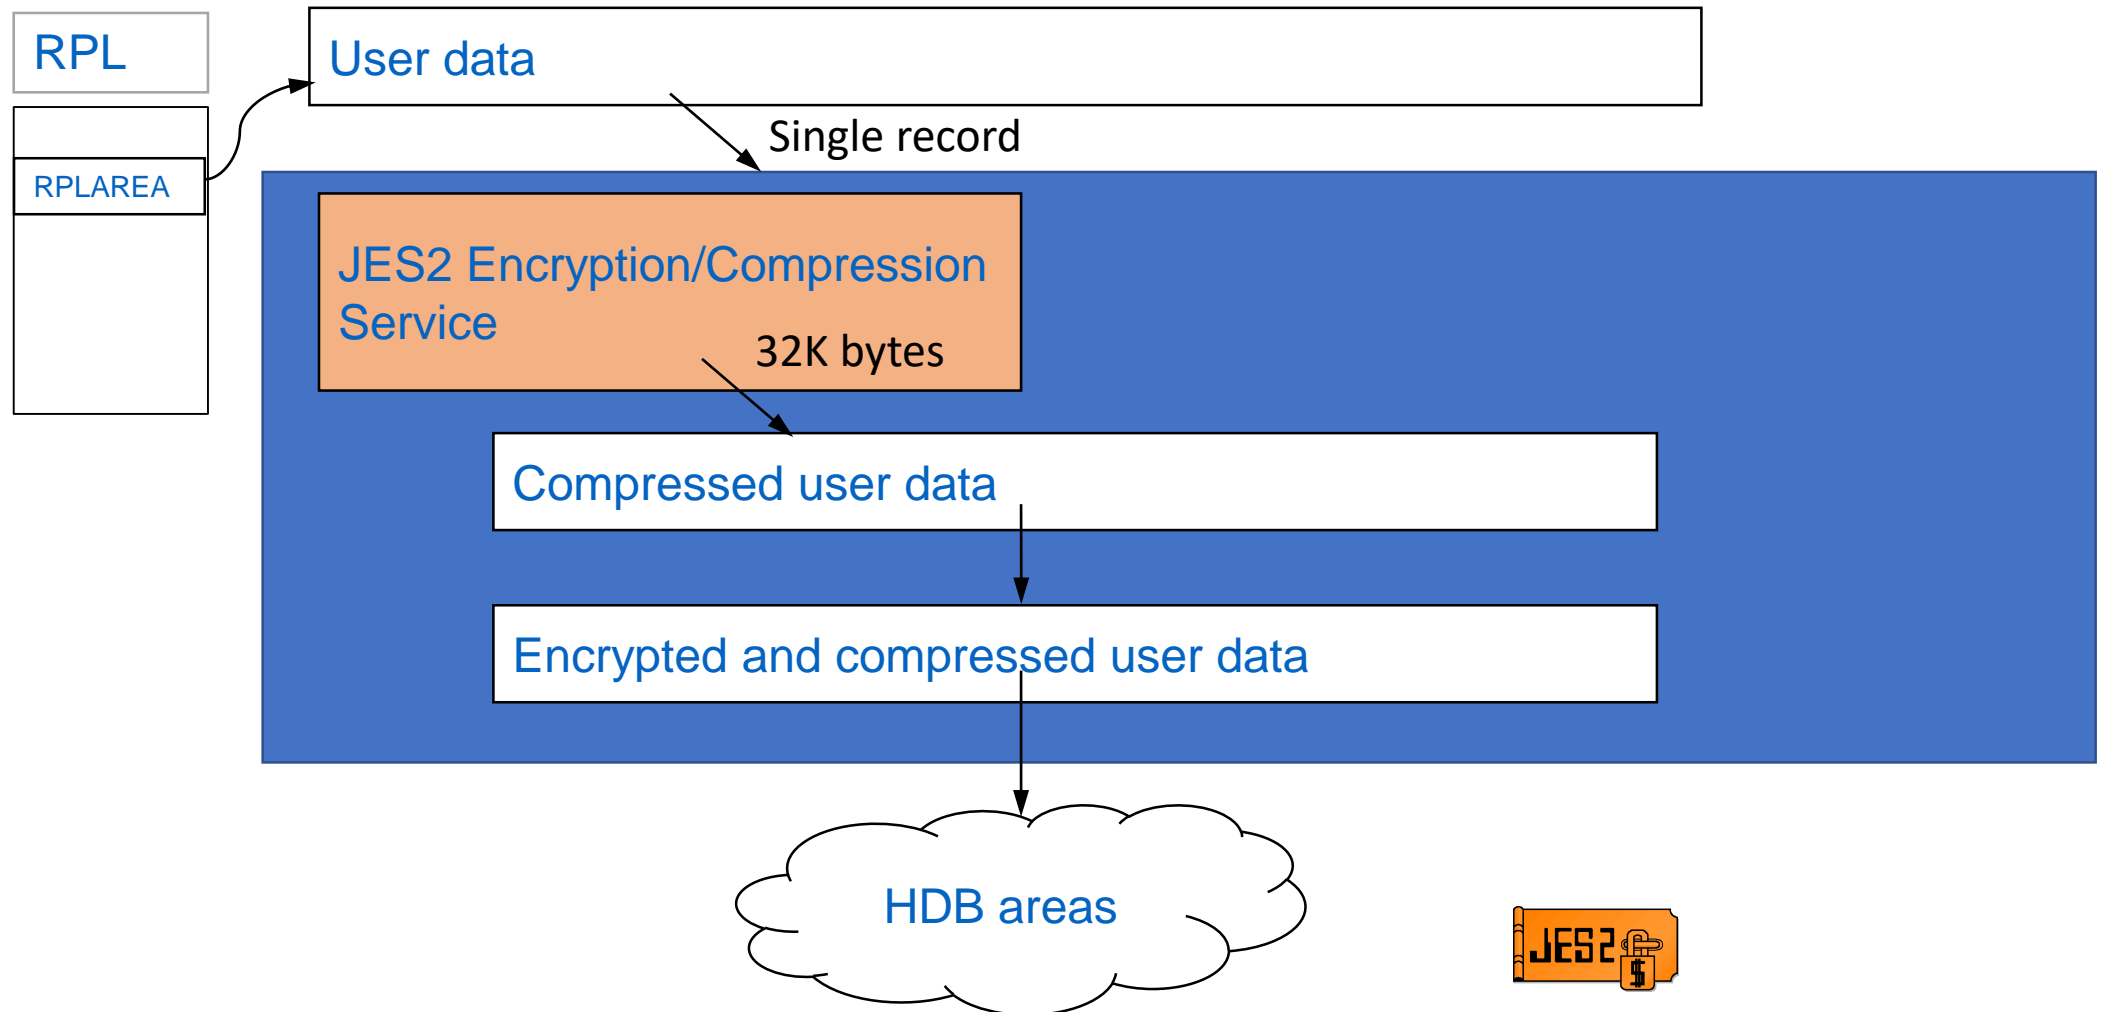 RPL
User data
Single record
RPLAREA
JES2 Encryption/Compression
Service
32K bytes
Compressed user data
Encrypted and compressed user data
HDB areas
JES2
$